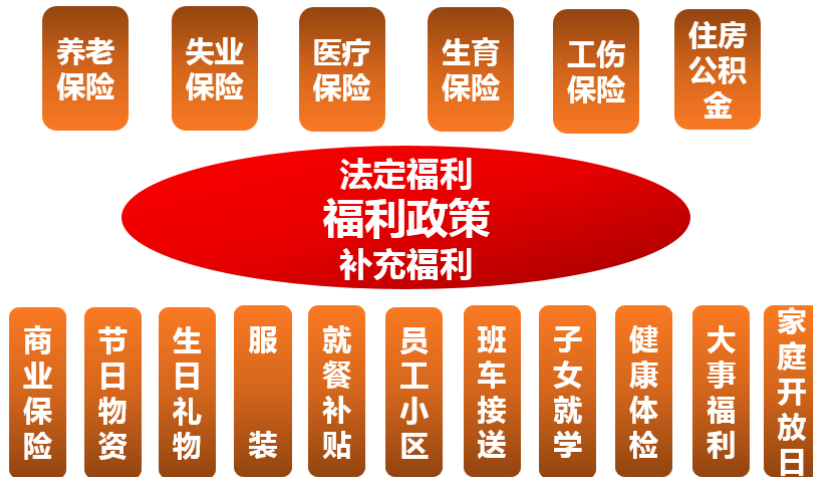 养老
保险
失业
保险
医疗
保险
生育
保险
工伤
保险
住房
公积
金
法定福利
福利政策
补充福利
商业保险
节日物资
生日礼物
服装
就餐补贴
员工小区
班车接送
子女就学
健康体检
大事福利
家庭开放日